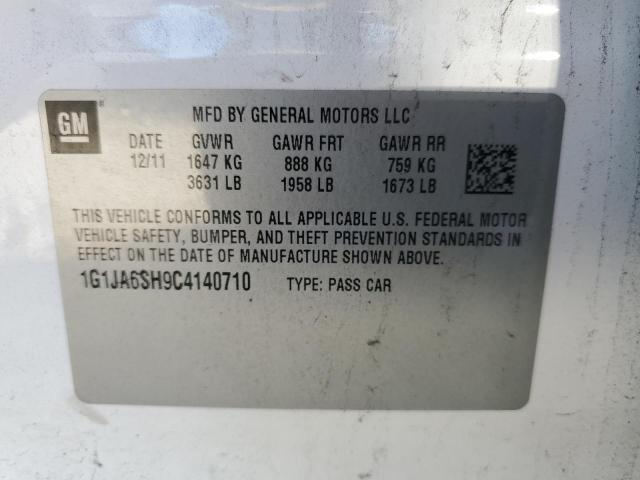 GM
MFD BY GENERAL MOTORS LLC
DATE GVWR GAWR FRT GAWR RR
12/11 1647 KG 888 KG 759 KG
3631 LB 1958 LB 1673 LB
THIS VEHICLE CONFORMS TO ALL APPLICABLE U.S. FEDERAL MOTOR
VEHICLE SAFETY, BUMPER, AND THEFT PREVENTION STANDARDS IN
EFFECT ON THE DATE OF MANUFACTURE SHOWN ABOVE.
1G1JA6SH9C4140710 TYPE: PASS CAR